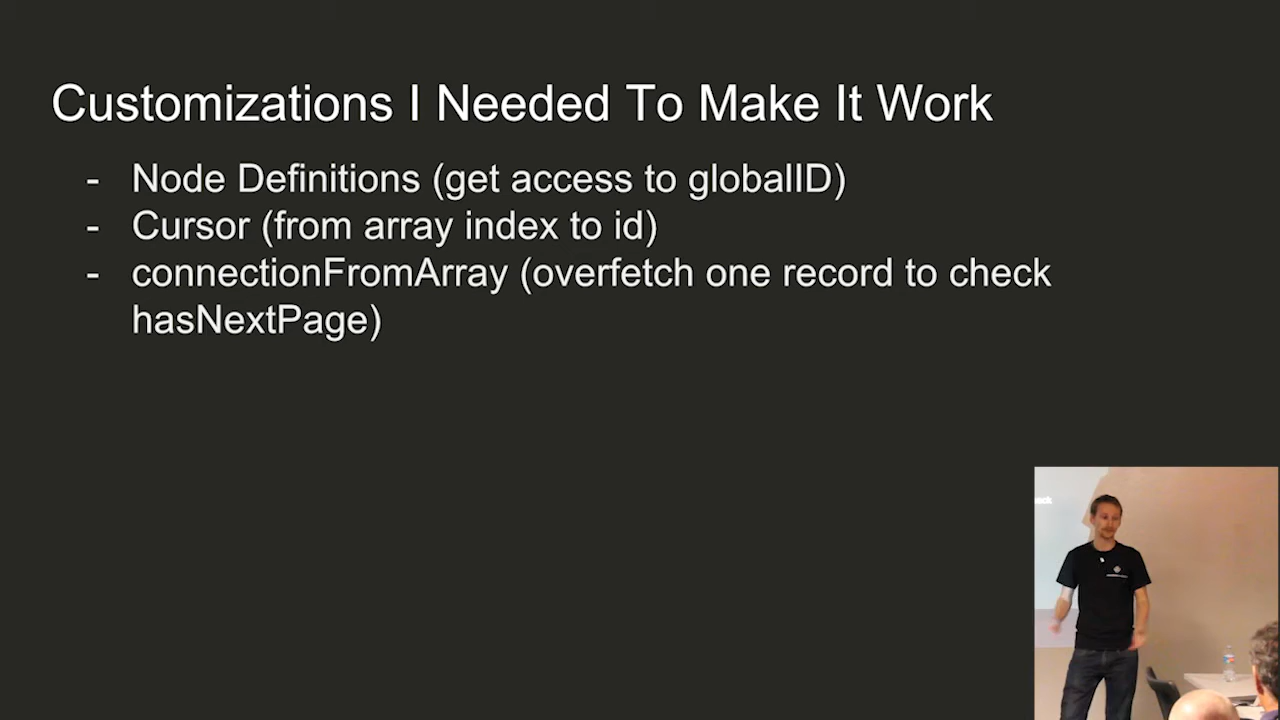 Customizations I Needed To Make It Work
- Node Definitions (get access to globalID)
- Cursor (from array index to id)
- connectionFromArray (overfetch one record to check
hasNextPage)